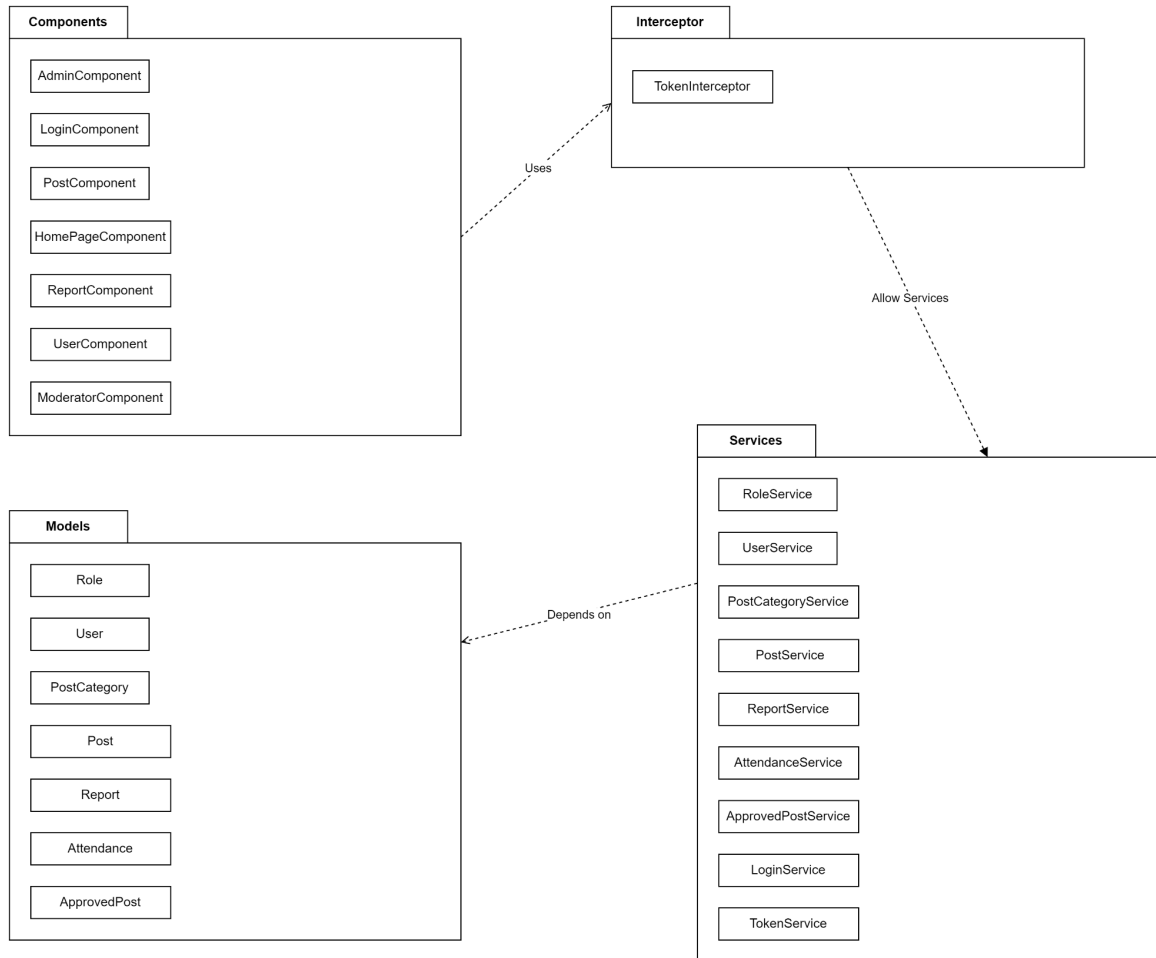 Components
AdminComponent
LoginComponent
PostComponent
HomePageComponent
ReportComponent
UserComponent
ModeratorComponent
Uses
Interceptor
TokenInterceptor
Allow Services
Services
RoleService
UserService
PostCategoryService
PostService
ReportService
AttendanceService
ApprovedPostService
LoginService
TokenService
Depends on
Models
Role
User
PostCategory
Post
Report
Attendance
ApprovedPost